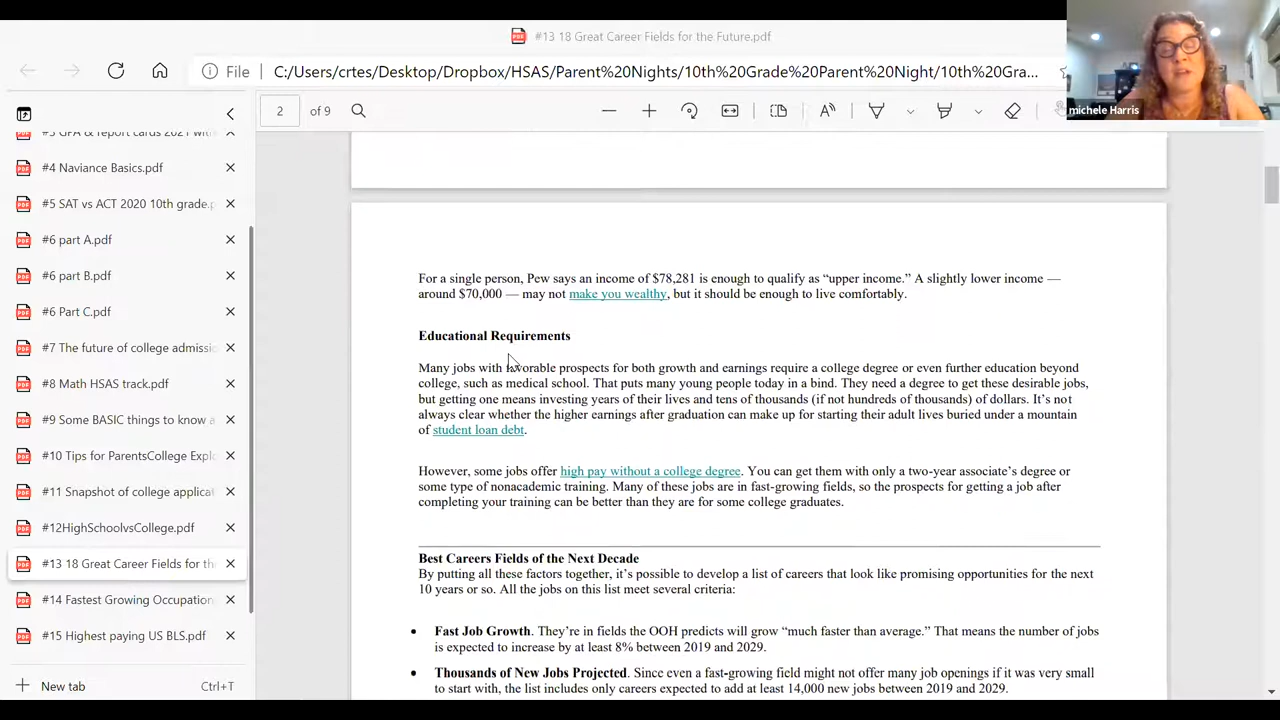 #13 18 Great Career Fields for the Future.pdf
File
C:/Users/crtes/Desktop/Dropbox/HSAS/Parent%20Nights/10th%20Grade%20Parent%20Night/10th%20Gra...
michele Harris
2 of 9
#3 GPA & report cards 2021 with
#4 Naviance Basics.pdf
#5 SAT vs ACT 2020 10th grade.p
#6 part A.pdf
#6 part B.pdf
#6 Part C.pdf
#7 The future of college admissic
#8 Math HSAS track.pdf
#9 Some BASIC things to know a
#10 Tips for ParentsCollege Explo
#11 Snapshot of college applicat
#12HighSchoolvsCollege.pdf
#13 18 Great Career Fields for the
#14 Fastest Growing Occupation
#15 Highest paying US BLS.pdf
New tab Ctrl+T
For a single person, Pew says an income of $78,281 is enough to qualify as “upper income.” A slightly lower income —
around $70,000 — may not make you wealthy, but it should be enough to live comfortably.
Educational Requirements
Many jobs with favorable prospects for both growth and earnings require a college degree or even further education beyond
college, such as medical school. That puts many young people today in a bind. They need a degree to get these desirable jobs,
but getting one means investing years of their lives and tens of thousands (if not hundreds of thousands) of dollars. It’s not
always clear whether the higher earnings after graduation can make up for starting their adult lives buried under a mountain
of student loan debt.
However, some jobs offer high pay without a college degree. You can get them with only a two-year associate’s degree or
some type of nonacademic training. Many of these jobs are in fast-growing fields, so the prospects for getting a job after
completing your training can be better than they are for some college graduates.
Best Careers Fields of the Next Decade
By putting all these factors together, it’s possible to develop a list of careers that look like promising opportunities for the next
10 years or so. All the jobs on this list meet several criteria:
• Fast Job Growth. They’re in fields the OOH predicts will grow “much faster than average.” That means the number of jobs
is expected to increase by at least 8% between 2019 and 2029.
• Thousands of New Jobs Projected. Since even a fast-growing field might not offer many job openings if it was very small
to start with, the list includes only careers expected to add at least 14,000 new jobs between 2019 and 2029.